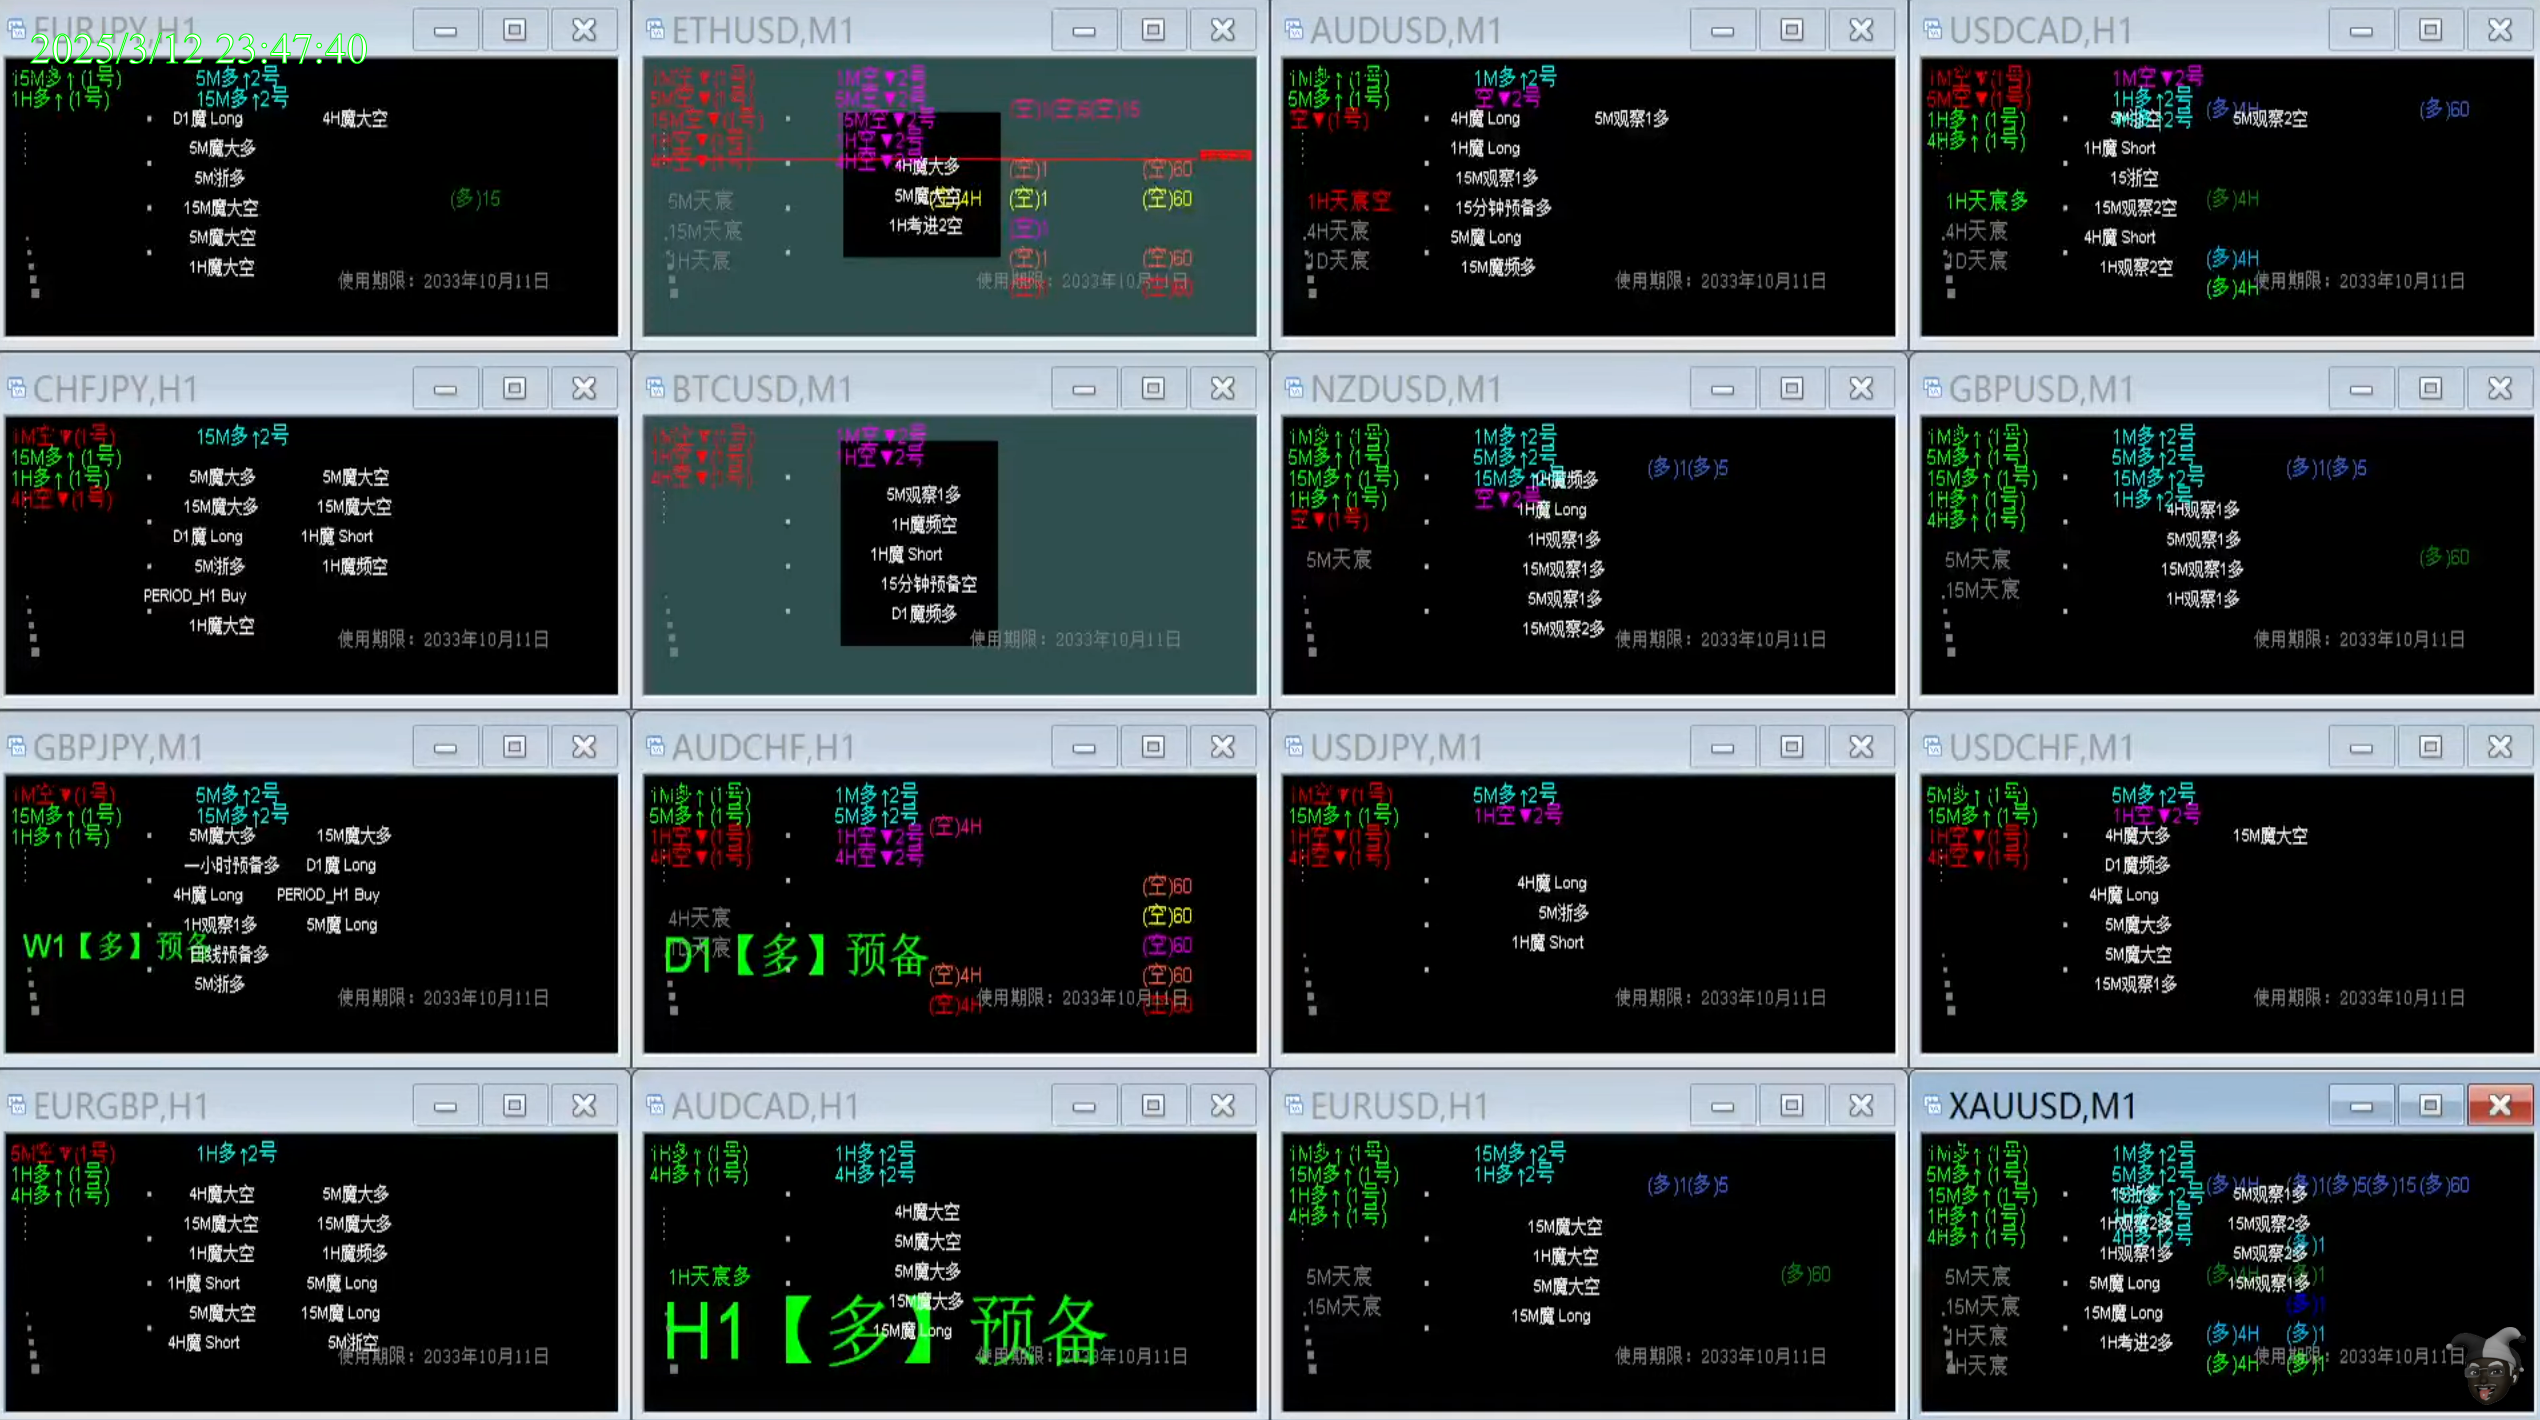 EURJPY,H1
2025/3/12 23:47:40
15M多↑(1号) 5M多↑2号
1H多↑(1号) 15M多↑2号
D1魔 Long 4H魔大空
5M魔大多
5M浙多
(多)15
15M魔大空
5M魔大空
1H魔大空
使用期限: 2033年10月11日
ETHUSD,M1
1M空▼(1号) 1M空▼2号
5M空▼(1号) 5M空▼2号
(空)1(空)5(空)15
15M空▼(1号) 15M空▼2号
1H空▼(1号) 1H空▼2号
4H空▼(1号) 4H空▼2号
4H魔大多 (空)1 (空)60
5M天宸 5M魔大空 (空)4H (空)1 (空)60
15M天宸 1H考进2空 (空)1
1H天宸 (空)1 (空)60
使用期限: 2033年10月11日
AUDUSD,M1
1M多↑(1号) 1M多↑2号
5M多↑(1号) 空▼2号
空▼(1号) 4H魔 Long 5M观察1多
1H魔 Long
15M观察1多
1H天宸空 15分钟预备多
4H天宸 5M魔 Long
1D天宸 15M魔频多
使用期限: 2033年10月11日
USDCAD,H1
1M空▼(1号) 1M空▼2号
5M空▼(1号) 1H多↑2号 (多)4H (多)60
1H多↑(1号) 4H多↑2号 5M观察2空
4H多↑(1号) 1H魔 Short
15浙空
1H天宸多 15M观察2空 (多)4H
4H天宸 4H魔 Short
1D天宸 1H观察2空 (多)4H
(多)4H 使用期限: 2033年10月11日
CHFJPY,H1
1M空▼(1号) 15M多↑2号
15M多↑(1号)
1H多↑(1号) 5M魔大多 5M魔大空
4H空▼(1号) 15M魔大多 15M魔大空
D1魔 Long 1H魔 Short
5M浙多 1H魔频空
PERIOD_H1 Buy
1H魔大空
使用期限: 2033年10月11日
BTCUSD,M1
1M空▼(1号) 1M空▼2号
1H空▼(1号) 1H空▼2号
4H空▼(1号)
5M观察1多
1H魔频空
1H魔 Short
15分钟预备空
D1魔频多
使用期限: 2033年10月11日
NZDUSD,M1
1M多↑(1号) 1M多↑2号
5M多↑(1号) 5M多↑2号 (多)1(多)5
15M多↑(1号) 15M多↑2号 1H魔频多
1H多↑(1号) 空▼2号 1H魔 Long
空▼(1号)
1H观察1多
5M天宸 15M观察1多
5M观察1多
15M观察2多
使用期限: 2033年10月11日
GBPUSD,M1
1M多↑(1号) 1M多↑2号
5M多↑(1号) 5M多↑2号 (多)1(多)5
15M多↑(1号) 15M多↑2号
1H多↑(1号) 1H多↑2号
4H多↑(1号) 4H观察1多
5M观察1多
5M天宸 15M观察1多 (多)60
15M天宸 1H观察1多
使用期限: 2033年10月11日
GBPJPY,M1
1M空▼(1号) 5M多↑2号
15M多↑(1号) 15M多↑2号
1H多↑(1号) 5M魔大多 15M魔大多
一小时预备多 D1魔 Long
4H魔 Long PERIOD_H1 Buy
1H观察1多 5M魔 Long
W1【多】预备 日线预备多
5M浙多
使用期限: 2033年10月11日
AUDCHF,H1
1M多↑(1号) 1M多↑2号
5M多↑(1号) 5M多↑2号
1H空▼(1号) 1H空▼2号 (空)4H
4H空▼(1号) 4H空▼2号
(空)60
4H天宸 (空)60
D1【多】预备 (空)60
(空)4H (空)60
(空)4H 使用期限: 2033年10月11日 (空)60
USDJPY,M1
1M空▼(1号) 5M多↑2号
15M多↑(1号) 1H空▼2号
1H空▼(1号)
4H空▼(1号)
4H魔 Long
5M浙多
1H魔 Short
使用期限: 2033年10月11日
USDCHF,M1
5M多↑(1号) 5M多↑2号
15M多↑(1号) 1H空▼2号
1H空▼(1号) 4H魔大多 15M魔大空
4H空▼(1号) D1魔频多
4H魔 Long
5M魔大多
5M魔大空
15M观察1多
使用期限: 2033年10月11日
EURGBP,H1
5M空▼(1号) 1H多↑2号
1H多↑(1号)
4H多↑(1号) 4H魔大空 5M魔大多
15M魔大空 15M魔大多
1H魔大空 1H魔频多
1H魔 Short 5M魔 Long
5M魔大空 15M魔 Long
4H魔 Short 5M浙空
使用期限: 2033年10月11日
AUDCAD,H1
1H多↑(1号) 1H多↑2号
4H多↑(1号) 4H多↑2号
4H魔大空
5M魔大空
1H天宸多 5M魔大多
15M魔大多
H1【多】预备
15M魔 Long
使用期限: 2033年10月11日
EURUSD,H1
1M多↑(1号) 15M多↑2号
15M多↑(1号) 1H多↑2号 (多)1(多)5
1H多↑(1号)
4H多↑(1号) 15M魔大空
1H魔大空
5M天宸 5M魔大空 (多)60
15M天宸 15M魔 Long
使用期限: 2033年10月11日
XAUUSD,M1
1M多↑(1号) 1M多↑2号
5M多↑(1号) 5M多↑2号 (多)4H (多)1(多)5(多)15(多)60
15M多↑(1号) 15M多↑2号 5M观察1多
1H多↑(1号) 1H多↑2号 1H观察2多 15M观察2多
4H多↑(1号) 4H多↑2号 (多)1
1H观察1多 5M观察2多
5M天宸 5M魔 Long (多)4H 15M观察1多 (多)1
15M天宸 15M魔 Long (多)1
1H天宸 1H考进2多 (多)4H (多)1
4H天宸 (多)4H (多)1 使用期限: 2033年10月11日